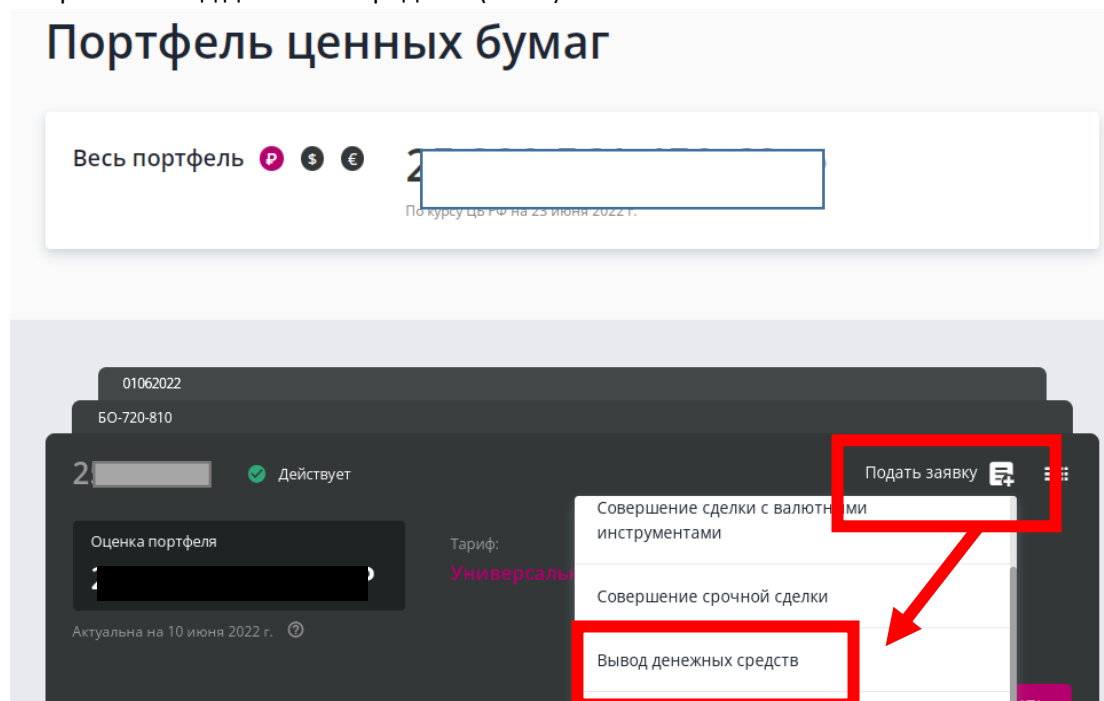 Портфель ценных бумаг
Весь портфель ₽ $ €
По курсу ЦБ РФ на 23 июня 2022 г.
01062022
БО-720-810
2
Действует
Подать заявку
Совершение сделки с валютными
инструментами
Оценка портфеля
Тариф:
Совершение срочной сделки
Актуальна на 10 июня 2022 г.
Вывод денежных средств